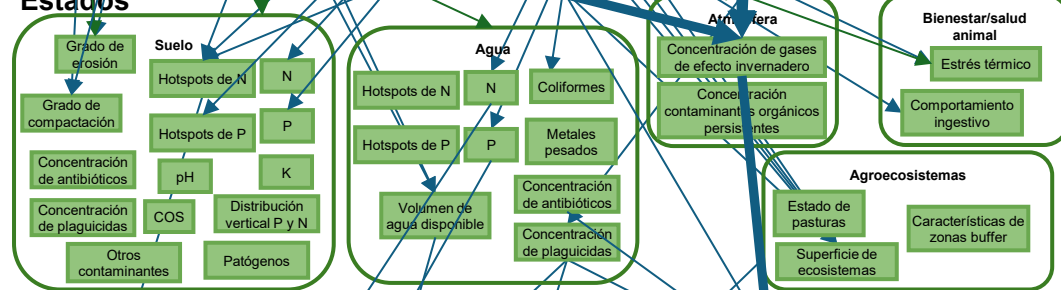 Estados
Suelo
Grado de
erosión
Hotspots de N
N
Grado de
compactación
Hotspots de P
P
Concentración
de antibióticos
pH
K
Concentración
de plaguicidas
COS
Distribución
vertical P y N
Otros
contaminantes
Patógenos
Agua
Hotspots de N
N
Coliformes
Hotspots de P
P
Metales
pesados
Volumen de
agua disponible
Concentración
de antibióticos
Concentración
de plaguicidas
Atmósfera
Concentración de gases
de efecto invernadero
Concentración
contaminantes orgánicos
persistentes
Bienestar/salud
animal
Estrés térmico
Comportamiento
ingestivo
Agroecosistemas
Estado de
pasturas
Características de
zonas buffer
Superficie de
ecosistemas